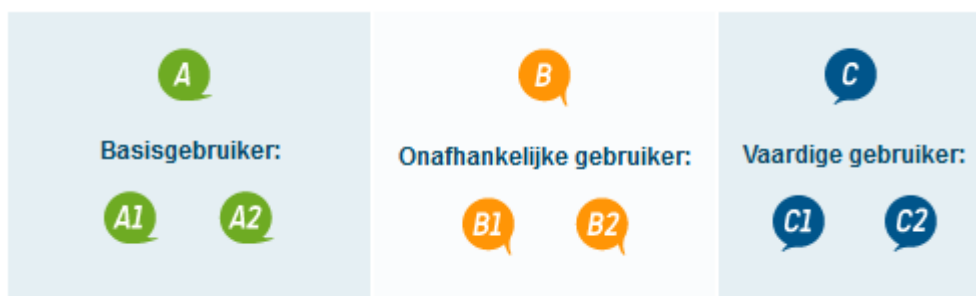 A
Basisgebruiker:
A1 A2
B
Onafhankelijke gebruiker:
B1 B2
C
Vaardige gebruiker:
C1 C2